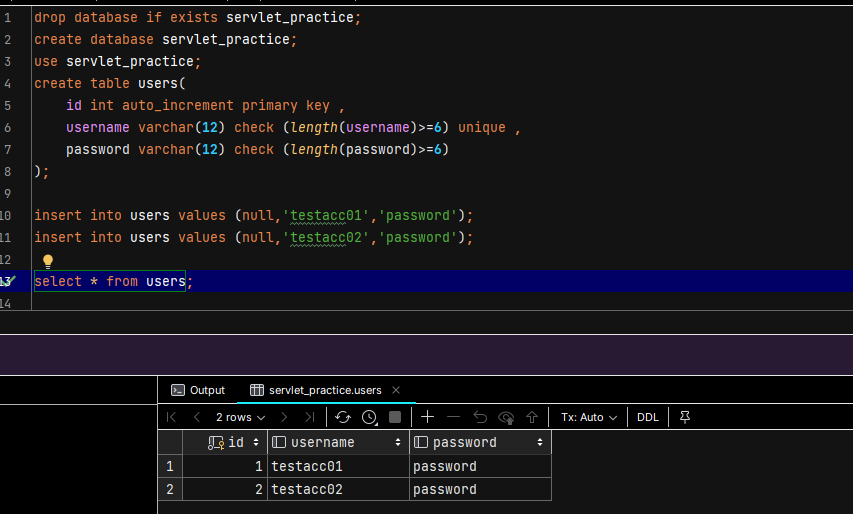 1 drop database if exists servlet_practice;
2 create database servlet_practice;
3 use servlet_practice;
4 create table users(
5 id int auto_increment primary key ,
6 username varchar(12) check (length(username)>=6) unique ,
7 password varchar(12) check (length(password)>=6)
8 );
9
10 insert into users values (null,'testacc01','password');
11 insert into users values (null,'testacc02','password');
12
13 select * from users;
14
Output servlet_practice.users
2 rows Tx: Auto DDL
id username password
1 1 testacc01 password
2 2 testacc02 password